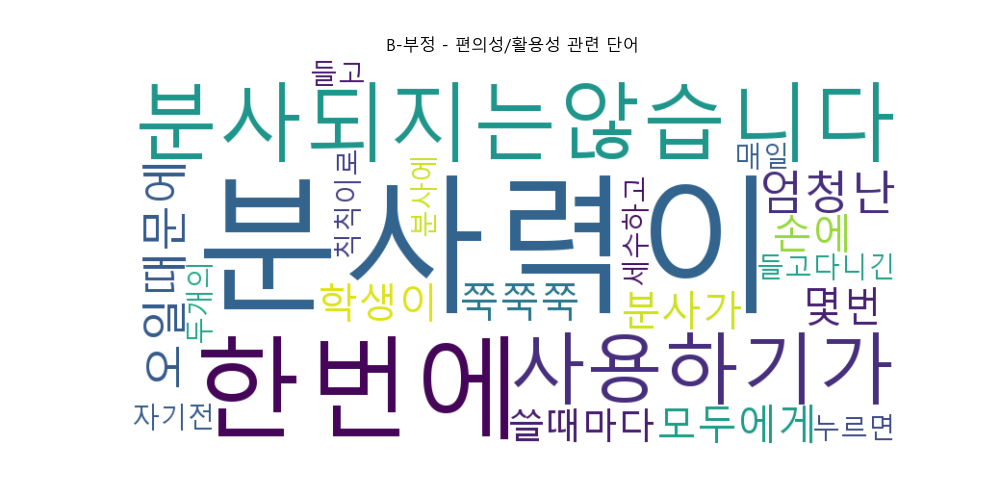 B-부정 - 편의성/활용성 관련 단어
들고
분사되지는않습니다
매일
오일때문에
칙칙이로
분사에
분사력이
세수하고
엄청난
손에
들고다니긴
두개의
학생이
쭉쭉쭉
분사가
몇번
한번에
사용하기가
자기전
쓸때마다
모두에게
누르면